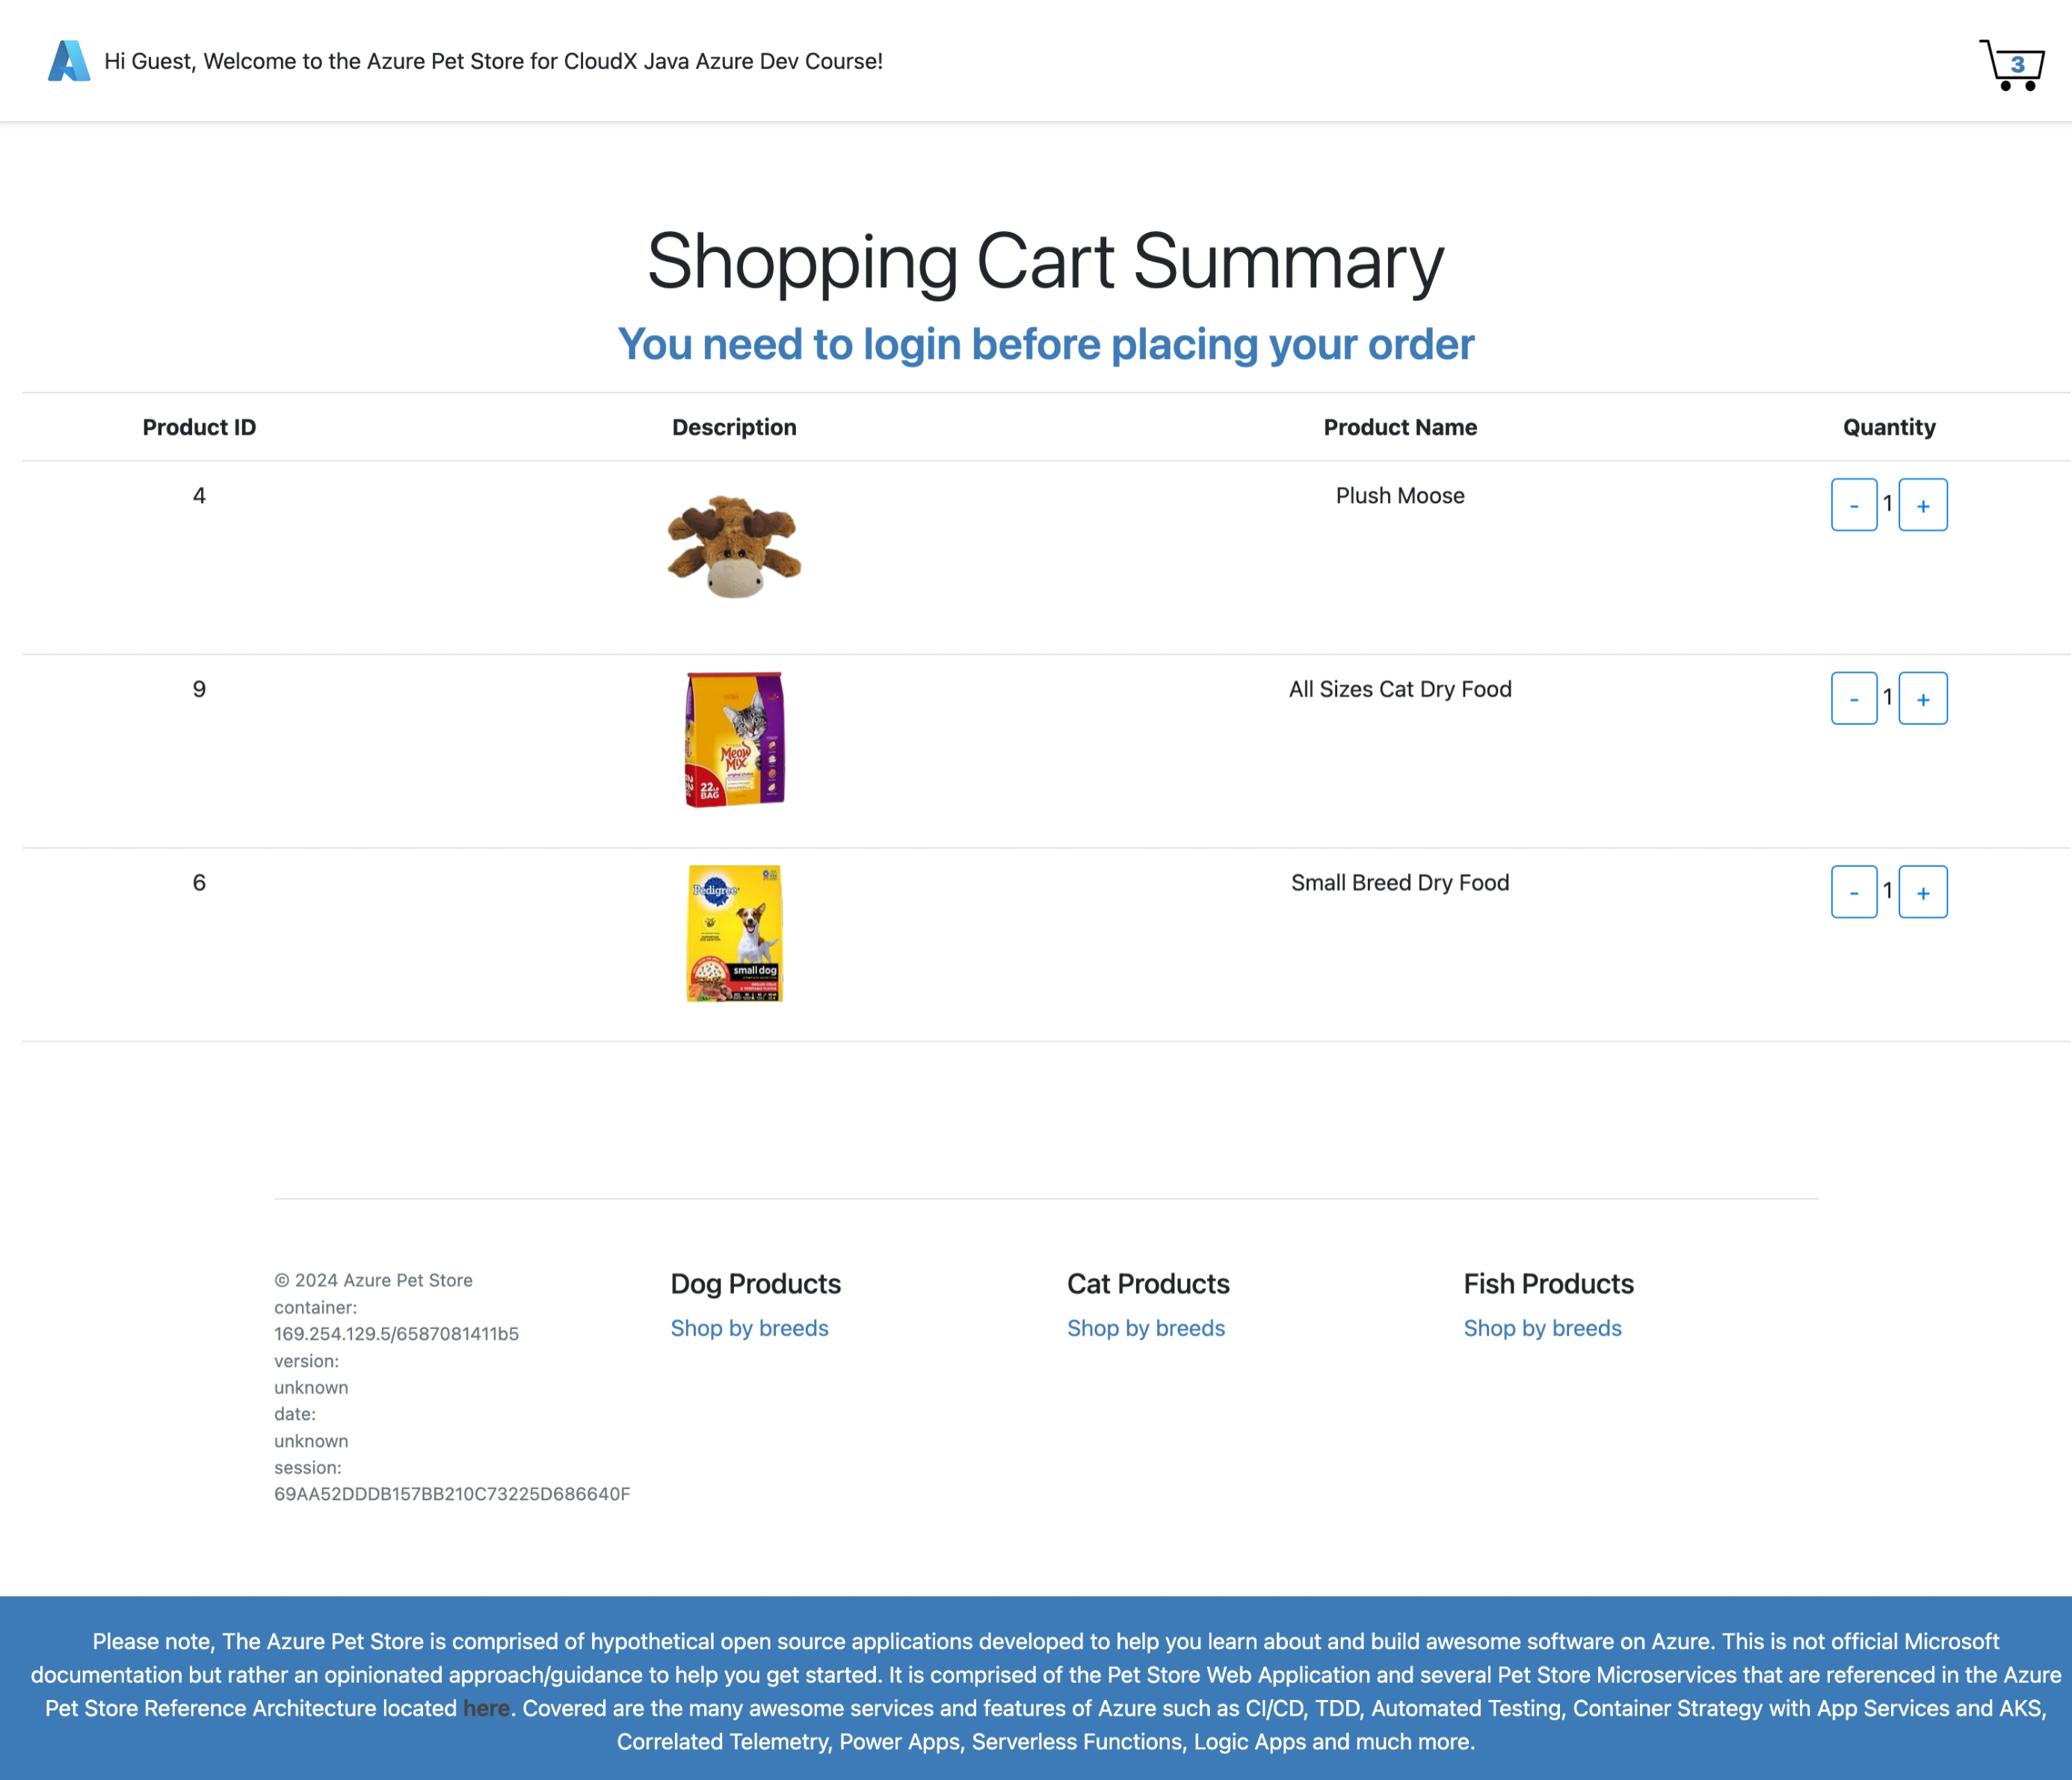 Hi Guest, Welcome to the Azure Pet Store for CloudX Java Azure Dev Course!
3
Shopping Cart Summary
You need to login before placing your order
Product ID Description Product Name Quantity
4 Plush Moose - 1 +
9 All Sizes Cat Dry Food - 1 +
Meow
Mix
22
BAG
6 Small Breed Dry Food - 1 +
Pedigree
small dog
© 2024 Azure Pet Store
container:
169.254.129.5/6587081411b5
version:
unknown
date:
unknown
session:
69AA52DDDB157BB210C73225D686640F
Dog Products
Shop by breeds
Cat Products
Shop by breeds
Fish Products
Shop by breeds
Please note, The Azure Pet Store is comprised of hypothetical open source applications developed to help you learn about and build awesome software on Azure. This is not official Microsoft
documentation but rather an opinionated approach/guidance to help you get started. It is comprised of the Pet Store Web Application and several Pet Store Microservices that are referenced in the Azure
Pet Store Reference Architecture located here. Covered are the many awesome services and features of Azure such as CI/CD, TDD, Automated Testing, Container Strategy with App Services and AKS,
Correlated Telemetry, Power Apps, Serverless Functions, Logic Apps and much more.